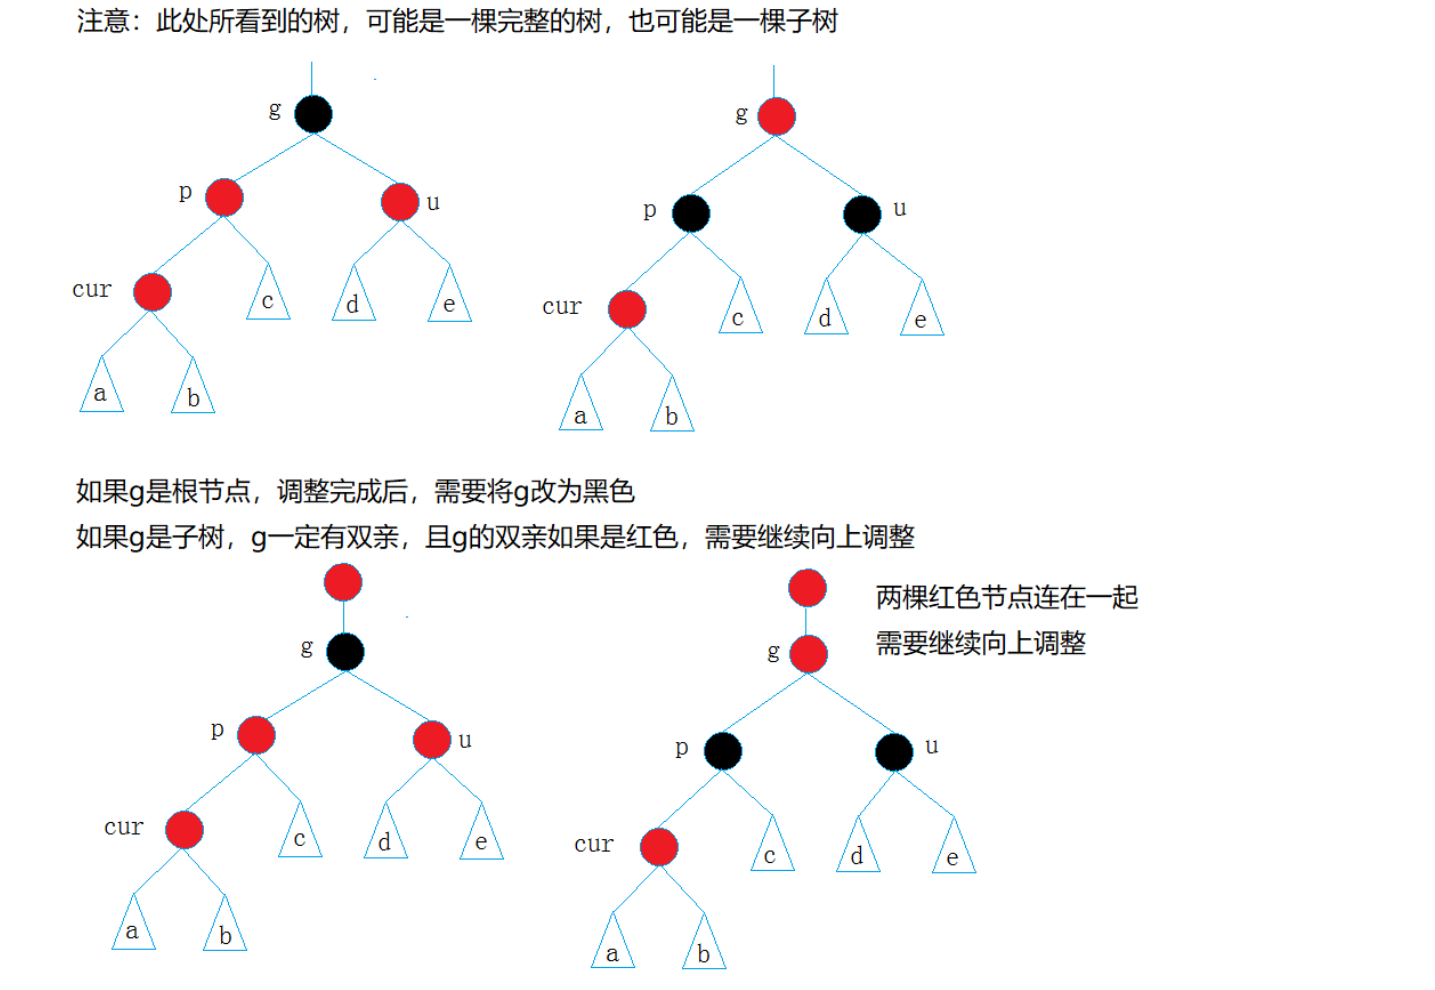 注意：此处所看到的树，可能是一棵完整的树，也可能是一棵子树
g
g
p
u
p
u
cur
c
d
e
cur
c
d
e
a
b
a
b
如果g是根节点，调整完成后，需要将g改为黑色
如果g是子树，g一定有双亲，且g的双亲如果是红色，需要继续向上调整
两棵红色节点连在一起
需要继续向上调整
g
g
p
u
p
u
cur
c
d
e
cur
c
d
e
a
b
a
b